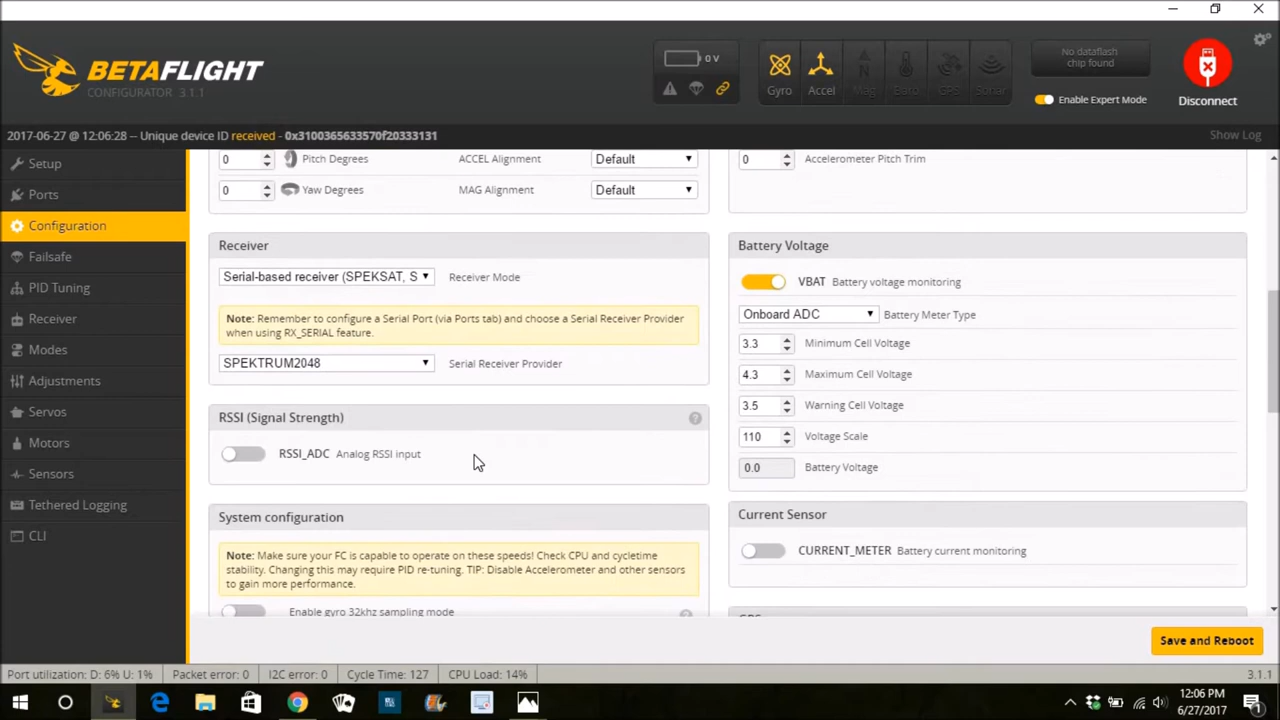 BETAFLIGHT
CONFIGURATOR 3.1.1
0 V
Gyro
Accel
Mag
Baro
GPS
Sonar
No dataflash
chip found
Enable Expert Mode
Disconnect
2017-06-27 @ 12:06:28 -- Unique device ID received - 0x3100365633570f20333131
Show Log
Setup
Ports
Configuration
Failsafe
PID Tuning
Receiver
Modes
Adjustments
Servos
Motors
Sensors
Tethered Logging
CLI
0 Pitch Degrees ACCEL Alignment Default
0 Yaw Degrees MAG Alignment Default
0 Accelerometer Pitch Trim
Receiver
Serial-based receiver (SPEKSAT, S Receiver Mode
Note: Remember to configure a Serial Port (via Ports tab) and choose a Serial Receiver Provider
when using RX_SERIAL feature.
SPEKTRUM2048 Serial Receiver Provider
RSSI (Signal Strength)
RSSI_ADC Analog RSSI input
System configuration
Note: Make sure your FC is capable to operate on these speeds! Check CPU and cycletime
stability. Changing this may require PID re-tuning. TIP: Disable Accelerometer and other sensors
to gain more performance.
Enable gyro 32khz sampling mode
Battery Voltage
VBAT Battery voltage monitoring
Onboard ADC Battery Meter Type
3.3 Minimum Cell Voltage
4.3 Maximum Cell Voltage
3.5 Warning Cell Voltage
110 Voltage Scale
0.0 Battery Voltage
Current Sensor
CURRENT_METER Battery current monitoring
GPS
Save and Reboot
Port utilization: D: 6% U: 1% Packet error: 0 I2C error: 0 Cycle Time: 127 CPU Load: 14% 3.1.1
12:06 PM
6/27/2017